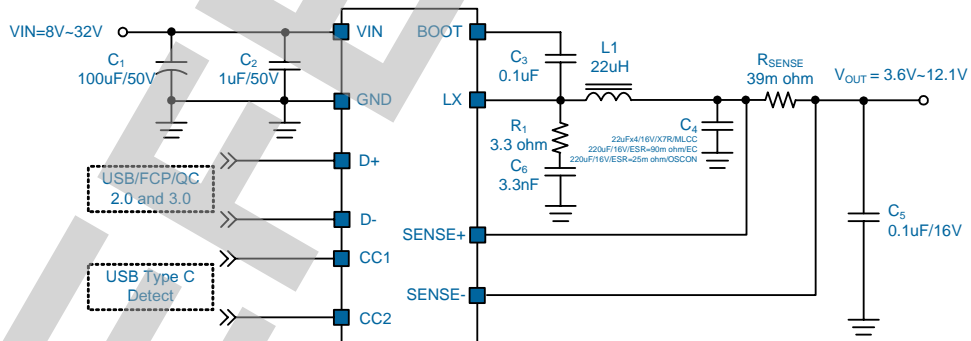 VIN=8V~32V
C1
100uF/50V
C2
1uF/50V
VIN
GND
D+
D-
CC1
CC2
USB/FCP/QC
2.0 and 3.0
USB Type C
Detect
BOOT
LX
SENSE+
SENSE-
C3
0.1uF
L1
22uH
R1
3.3 ohm
C6
3.3nF
C4
22uFx4/16V/X7R/MLCC
220uF/16V/ESR=90m ohm/EC
220uF/16V/ESR=25m ohm/OSCON
RSENSE
39m ohm
VOUT = 3.6V~12.1V
C5
0.1uF/16V